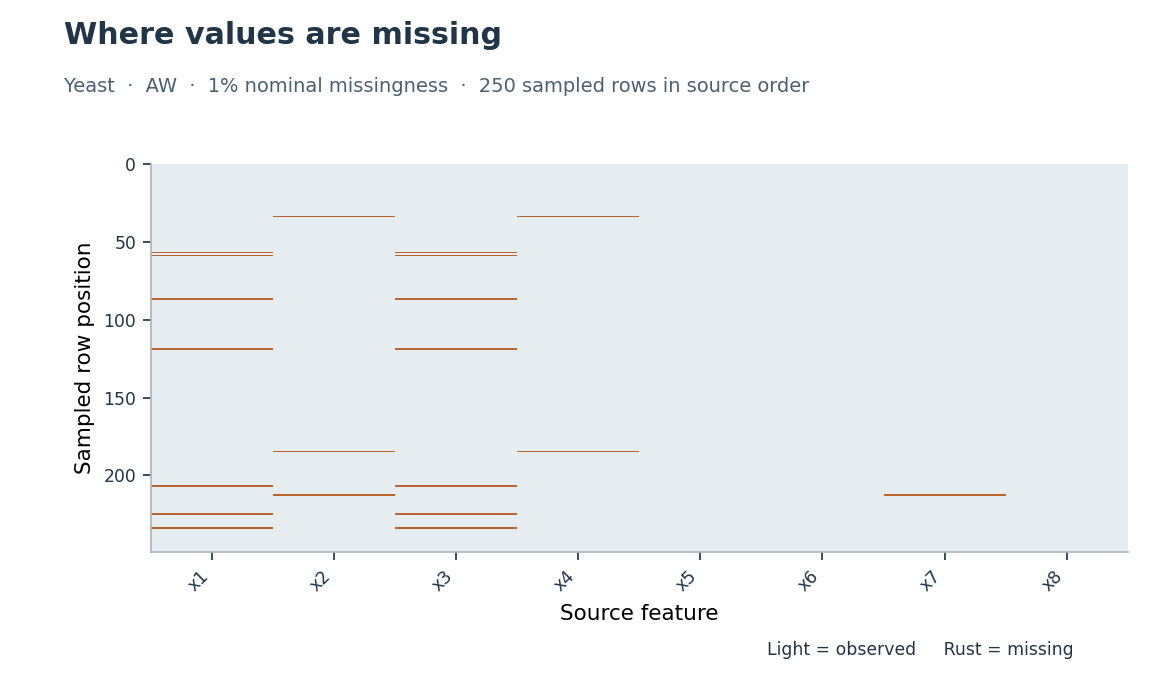 Where values are missing
Yeast · AW · 1% nominal missingness · 250 sampled rows in source order
0
50
100
150
200
Sampled row position
x1 x2 x3 x4 x5 x6 x7 x8
Source feature
Light = observed Rust = missing